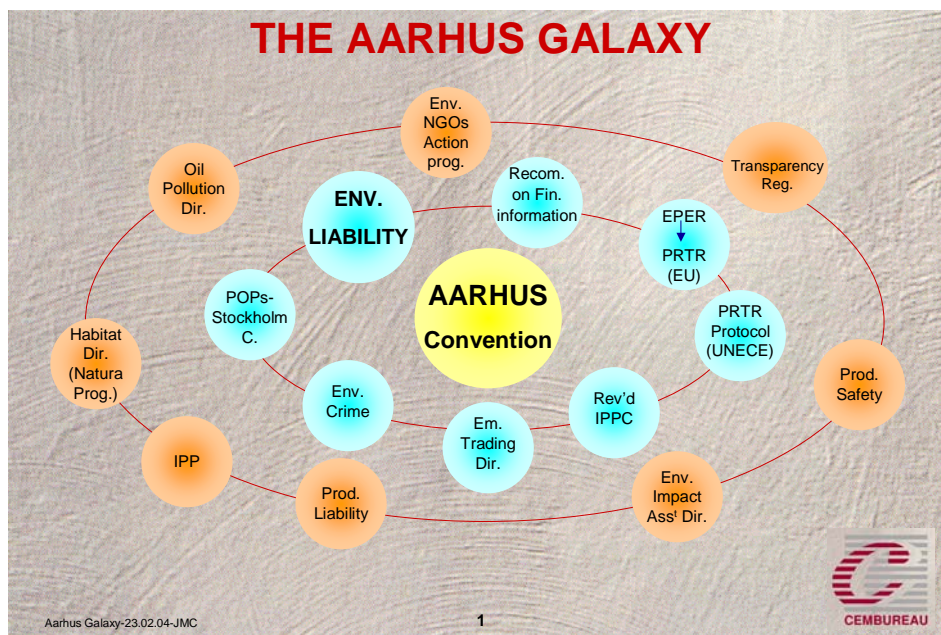 THE AARHUS GALAXY
Env.
NGOs
Action
prog.
Transparency
Reg.
Oil
Pollution
Dir.
Recom.
on Fin.
information
ENV.
LIABILITY
EPER
PRTR
(EU)
AARHUS
Convention
POPs-
Stockholm
C.
PRTR
Protocol
(UNECE)
Habitat
Dir.
(Natura
Prog.)
Prod.
Safety
Env.
Crime
Rev’d
IPPC
Em.
Trading
Dir.
IPP
Prod.
Liability
Env.
Impact
Assᵗ Dir.
CEMBUREAU
Aarhus Galaxy-23.02.04-JMC
1